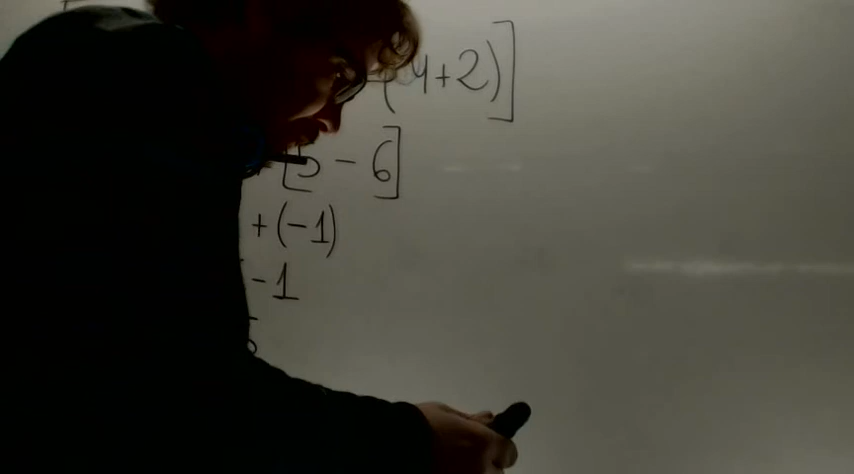 (4+2)]
[5 - 6]
+ (-1)
- 1